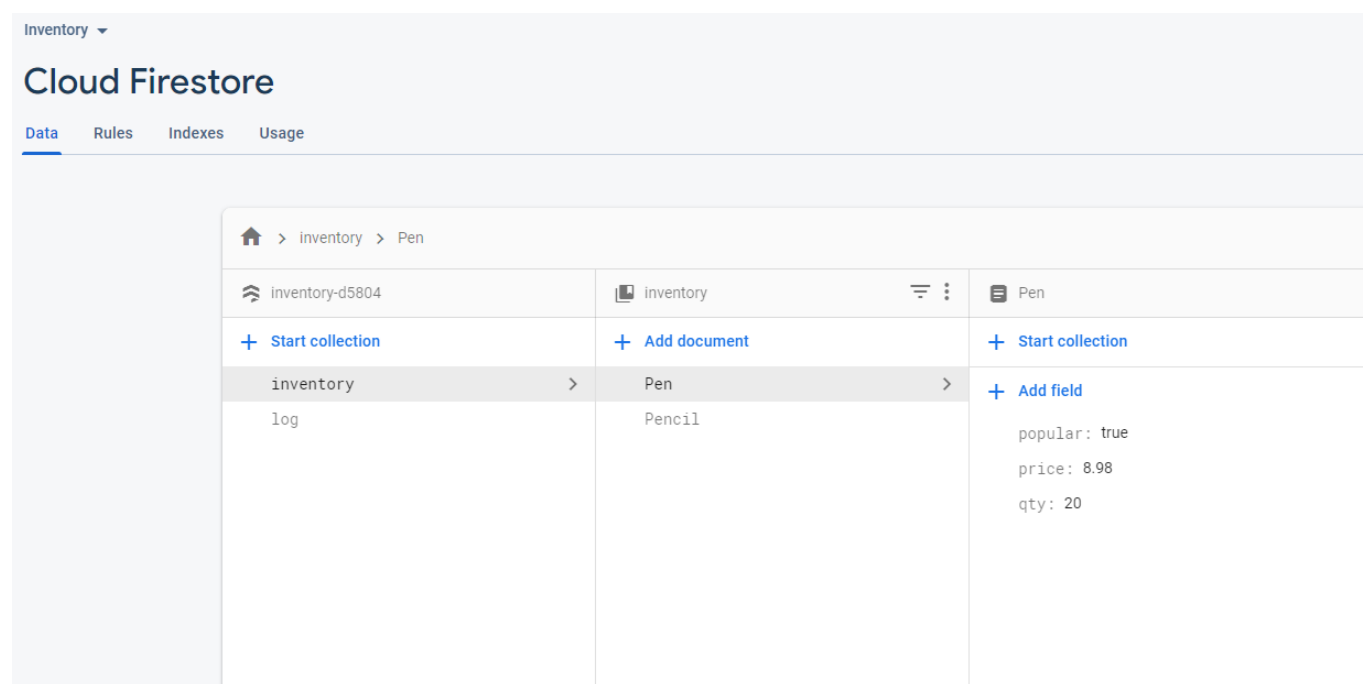 Inventory
Cloud Firestore
Data Rules Indexes Usage
inventory > Pen
inventory-d5804 inventory Pen
+ Start collection + Add document + Start collection
inventory Pen + Add field
log Pencil
popular: true
price: 8.98
qty: 20